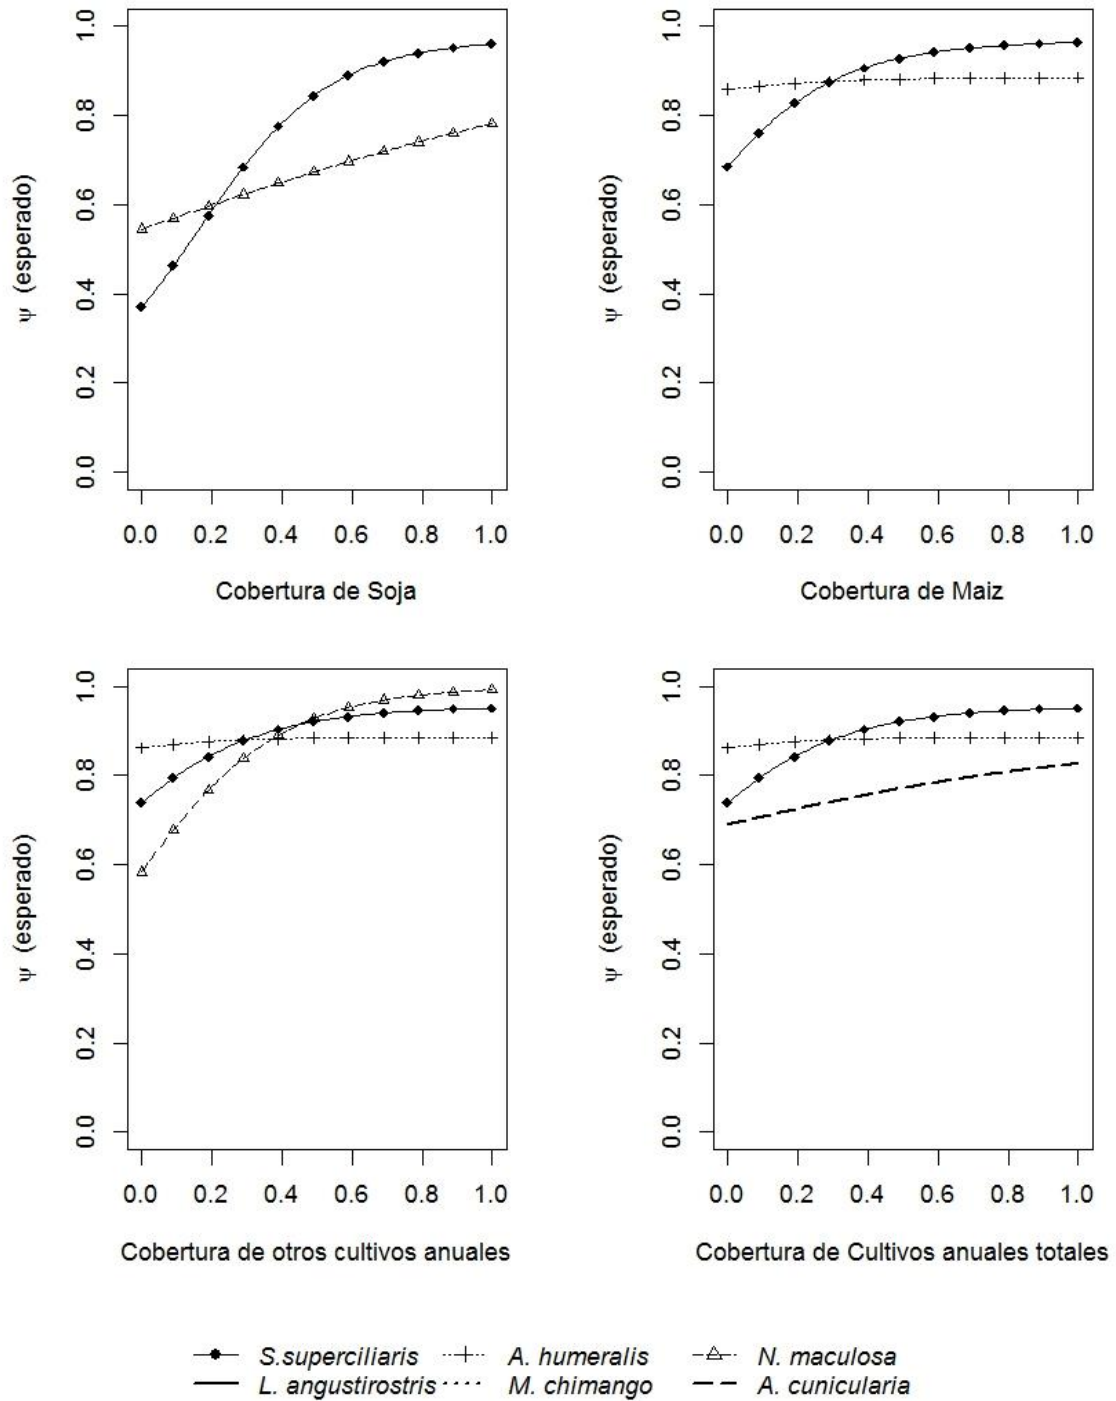 ψ (esperado)
1.0
0.8
0.6
0.4
0.2
0.0
0.0 0.2 0.4 0.6 0.8 1.0
Cobertura de Soja
ψ (esperado)
1.0
0.8
0.6
0.4
0.2
0.0
0.0 0.2 0.4 0.6 0.8 1.0
Cobertura de Maiz
ψ (esperado)
1.0
0.8
0.6
0.4
0.2
0.0
0.0 0.2 0.4 0.6 0.8 1.0
Cobertura de otros cultivos anuales
ψ (esperado)
1.0
0.8
0.6
0.4
0.2
0.0
0.0 0.2 0.4 0.6 0.8 1.0
Cobertura de Cultivos anuales totales
S.superciliaris A. humeralis N. maculosa
L. angustirostris M. chimango A. cunicularia